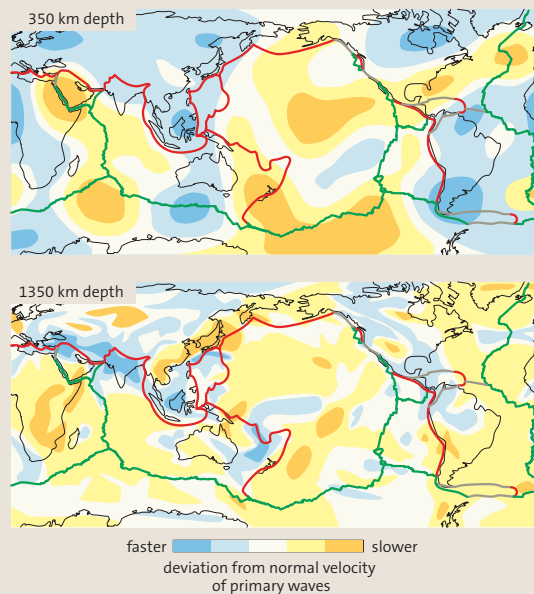 350 km depth
1350 km depth
faster slower
deviation from normal velocity
of primary waves